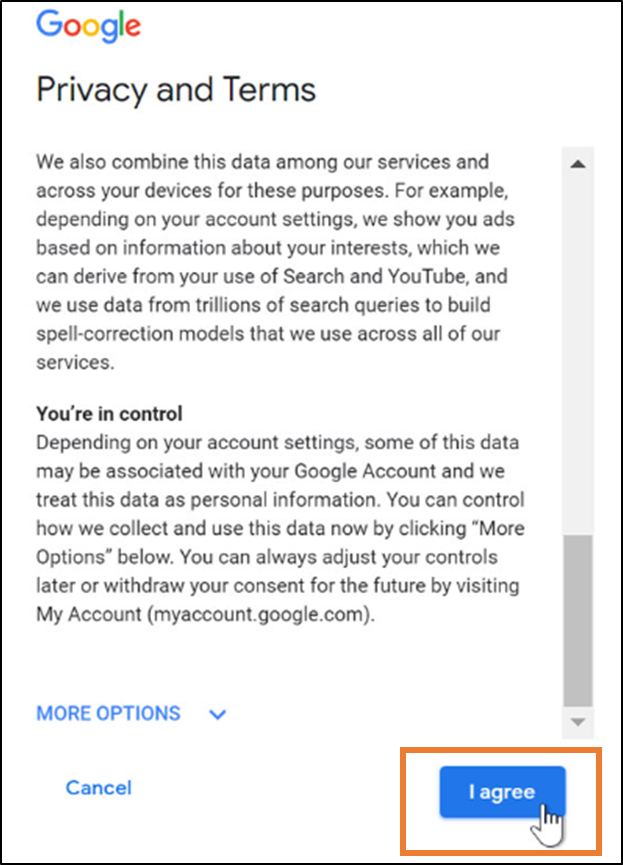 Google
Privacy and Terms
We also combine this data among our services and
across your devices for these purposes. For example,
depending on your account settings, we show you ads
based on information about your interests, which we
can derive from your use of Search and YouTube, and
we use data from trillions of search queries to build
spell-correction models that we use across all of our
services.
You’re in control
Depending on your account settings, some of this data
may be associated with your Google Account and we
treat this data as personal information. You can control
how we collect and use this data now by clicking “More
Options” below. You can always adjust your controls
later or withdraw your consent for the future by visiting
My Account (myaccount.google.com).
MORE OPTIONS
Cancel
I agree